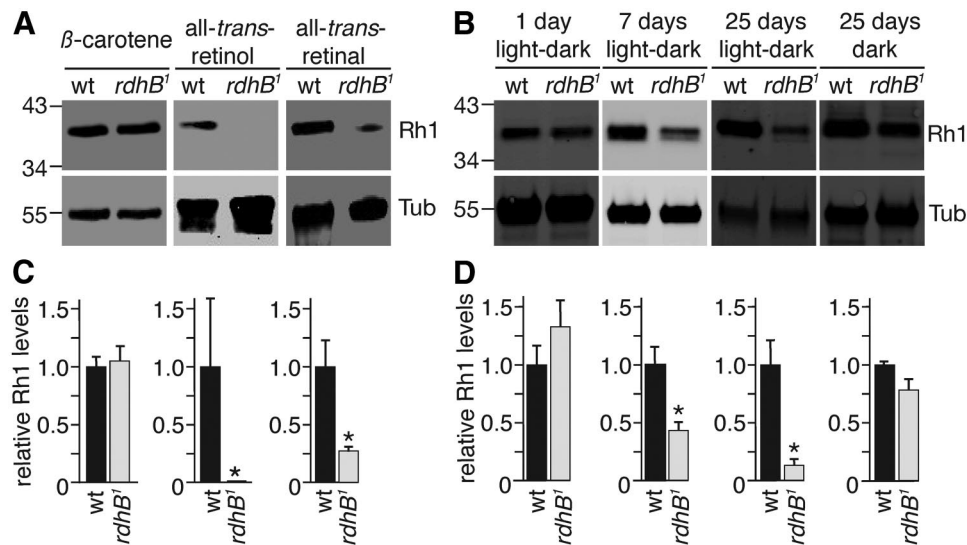 A
ß-carotene
all-trans-
retinol
all-trans-
retinal
wt rdhB¹ wt rdhB¹ wt rdhB¹
43
Rh1
34
55
Tub
B
1 day
light-dark
7 days
light-dark
25 days
light-dark
25 days
dark
wt rdhB¹ wt rdhB¹ wt rdhB¹ wt rdhB¹
43
Rh1
34
55
Tub
C
relative Rh1 levels
1.5
1.0
0.5
0
wt
rdhB¹
1.5
1.0
0.5
0
*
wt
rdhB¹
1.5
1.0
0.5
0
*
wt
rdhB¹
D
relative Rh1 levels
1.5
1.0
0.5
0
wt
rdhB¹
1.5
1.0
0.5
0
*
wt
rdhB¹
1.5
1.0
0.5
0
*
wt
rdhB¹
1.5
1.0
0.5
0
wt
rdhB¹